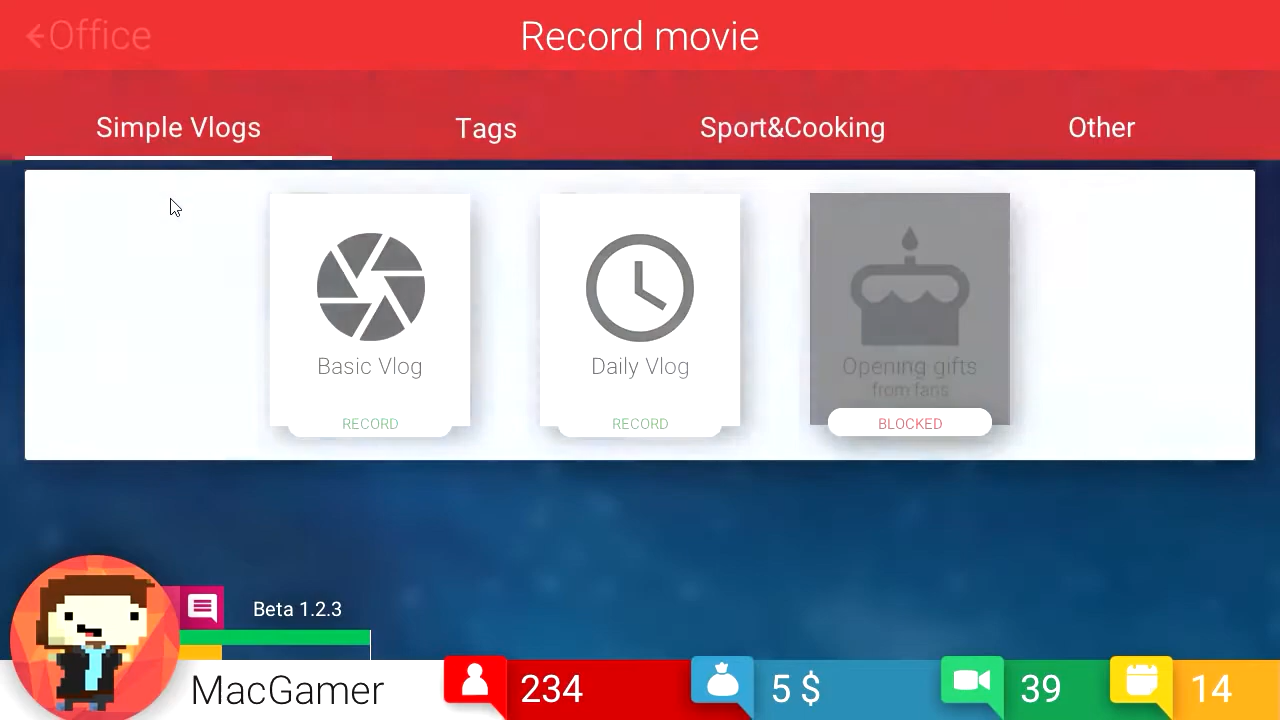 Office
Record movie
Simple Vlogs
Tags
Sport&Cooking
Other
Basic Vlog
RECORD
Daily Vlog
RECORD
Opening gifts
from fans
BLOCKED
Beta 1.2.3
MacGamer
234
5 $
39
14